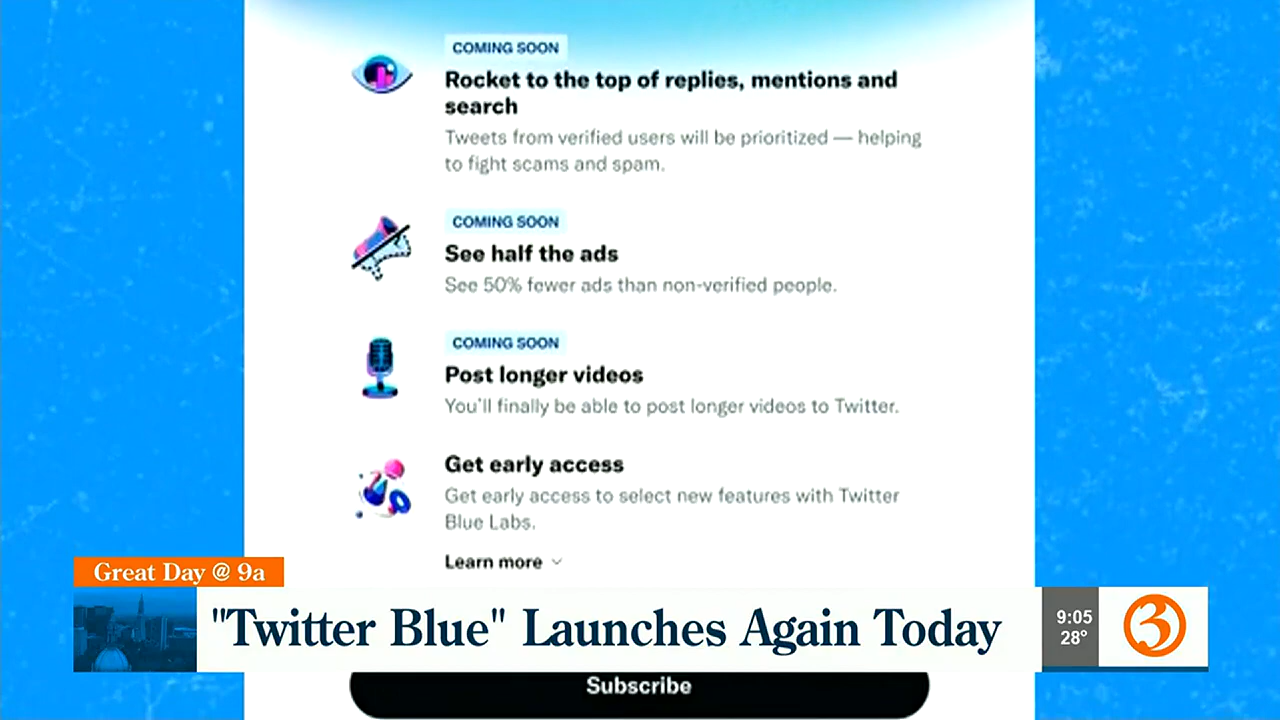 COMING SOON
Rocket to the top of replies, mentions and
search
Tweets from verified users will be prioritized — helping
to fight scams and spam.
COMING SOON
See half the ads
See 50% fewer ads than non-verified people.
COMING SOON
Post longer videos
You'll finally be able to post longer videos to Twitter.
Get early access
Get early access to select new features with Twitter
Blue Labs.
Learn more
Great Day @ 9a
"Twitter Blue" Launches Again Today
9:05
28°
3
Subscribe